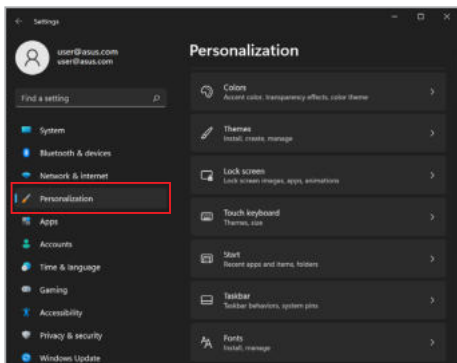 Settings
user@asus.com
user@asus.com
Find a setting
System
Bluetooth & devices
Network & internet
Personalization
Apps
Accounts
Time & language
Gaming
Accessibility
Privacy & security
Windows Update
Personalization
Colors
Accent color, transparency effects, color theme
Themes
Install, create, manage
Lock screen
Lock screen images, apps, animations
Touch keyboard
Themes, size
Start
Recent apps and items, folders
Taskbar
Taskbar behaviors, system pins
Fonts
Install, manage